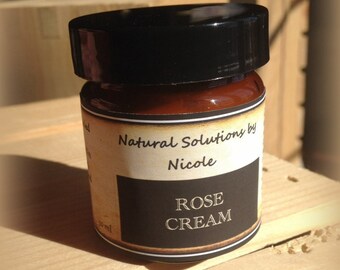 Natural Solutions by
Nicole
ROSE
CREAM